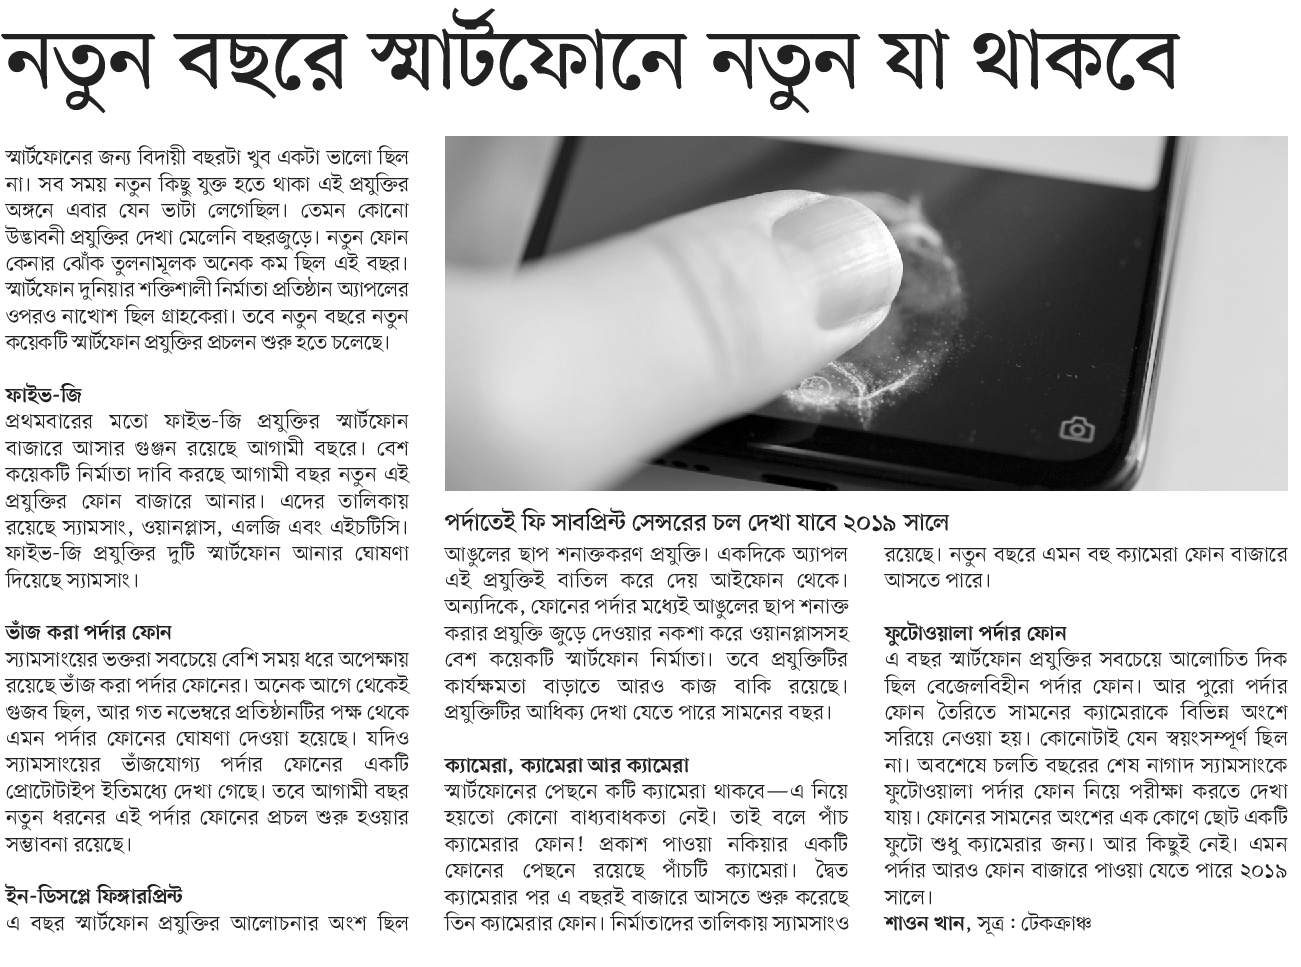 নতুন বছরে স্মার্টফোনে নতুন যা থাকবে
স্মার্টফোনের জন্য বিদায়ী বছরটা খুব একটা ভালো ছিল
না। সব সময় নতুন কিছু যুক্ত হতে থাকা এই প্রযুক্তির
অঙ্গনে এবার যেন ভাটা লেগেছিল। তেমন কোনো
উদ্ভাবনী প্রযুক্তির দেখা মেলেনি বছরজুড়ে। নতুন ফোন
কেনার ঝোঁক তুলনামূলক অনেক কম ছিল এই বছর।
স্মার্টফোন দুনিয়ার শক্তিশালী নির্মাতা প্রতিষ্ঠান অ্যাপলের
ওপরও নাখোশ ছিল গ্রাহকেরা। তবে নতুন বছরে নতুন
কয়েকটি স্মার্টফোন প্রযুক্তির প্রচলন শুরু হতে চলেছে।
ফাইভ-জি
প্রথমবারের মতো ফাইভ-জি প্রযুক্তির স্মার্টফোন
বাজারে আসার গুঞ্জন রয়েছে আগামী বছরে। বেশ
কয়েকটি নির্মাতা দাবি করছে আগামী বছর নতুন এই
প্রযুক্তির ফোন বাজারে আনার। এদের তালিকায়
রয়েছে স্যামসাং, ওয়ানপ্লাস, এলজি এবং এইচটিসি।
ফাইভ-জি প্রযুক্তির দুটি স্মার্টফোন আনার ঘোষণা
দিয়েছে স্যামসাং।
ভাঁজ করা পর্দার ফোন
স্যামসাংয়ের ভক্তরা সবচেয়ে বেশি সময় ধরে অপেক্ষায়
রয়েছে ভাঁজ করা পর্দার ফোনের। অনেক আগে থেকেই
গুজব ছিল, আর গত নভেম্বরে প্রতিষ্ঠানটির পক্ষ থেকে
এমন পর্দার ফোনের ঘোষণা দেওয়া হয়েছে। যদিও
স্যামসাংয়ের ভাঁজযোগ্য পর্দার ফোনের একটি
প্রোটোটাইপ ইতিমধ্যে দেখা গেছে। তবে আগামী বছর
নতুন ধরনের এই পর্দার ফোনের প্রচল শুরু হওয়ার
সম্ভাবনা রয়েছে।
ইন-ডিসপ্লে ফিঙ্গারপ্রিন্ট
এ বছর স্মার্টফোন প্রযুক্তির আলোচনার অংশ ছিল
পর্দাতেই ফি সাবপ্রিন্ট সেন্সরের চল দেখা যাবে ২০১৯ সালে
আঙুলের ছাপ শনাক্তকরণ প্রযুক্তি। একদিকে অ্যাপল
এই প্রযুক্তিই বাতিল করে দেয় আইফোন থেকে।
অন্যদিকে, ফোনের পর্দার মধ্যেই আঙুলের ছাপ শনাক্ত
করার প্রযুক্তি জুড়ে দেওয়ার নকশা করে ওয়ানপ্লাসসহ
বেশ কয়েকটি স্মার্টফোন নির্মাতা। তবে প্রযুক্তিটির
কার্যক্ষমতা বাড়াতে আরও কাজ বাকি রয়েছে।
প্রযুক্তিটির আধিক্য দেখা যেতে পারে সামনের বছর।
ক্যামেরা, ক্যামেরা আর ক্যামেরা
স্মার্টফোনের পেছনে কটি ক্যামেরা থাকবে—এ নিয়ে
হয়তো কোনো বাধ্যবাধকতা নেই। তাই বলে পাঁচ
ক্যামেরার ফোন! প্রকাশ পাওয়া নকিয়ার একটি
ফোনের পেছনে রয়েছে পাঁচটি ক্যামেরা। দ্বৈত
ক্যামেরার পর এ বছরই বাজারে আসতে শুরু করেছে
তিন ক্যামেরার ফোন। নির্মাতাদের তালিকায় স্যামসাংও
রয়েছে। নতুন বছরে এমন বহু ক্যামেরা ফোন বাজারে
আসতে পারে।
ফুটোওয়ালা পর্দার ফোন
এ বছর স্মার্টফোন প্রযুক্তির সবচেয়ে আলোচিত দিক
ছিল বেজেলবিহীন পর্দার ফোন। আর পুরো পর্দার
ফোন তৈরিতে সামনের ক্যামেরাকে বিভিন্ন অংশে
সরিয়ে নেওয়া হয়। কোনোটাই যেন স্বয়ংসম্পূর্ণ ছিল
না। অবশেষে চলতি বছরের শেষ নাগাদ স্যামসাংকে
ফুটোওয়ালা পর্দার ফোন নিয়ে পরীক্ষা করতে দেখা
যায়। ফোনের সামনের অংশের এক কোণে ছোট একটি
ফুটো শুধু ক্যামেরার জন্য। আর কিছুই নেই। এমন
পর্দার আরও ফোন বাজারে পাওয়া যেতে পারে ২০১৯
সালে।
শাওন খান, সূত্র : টেকক্রাঞ্চ